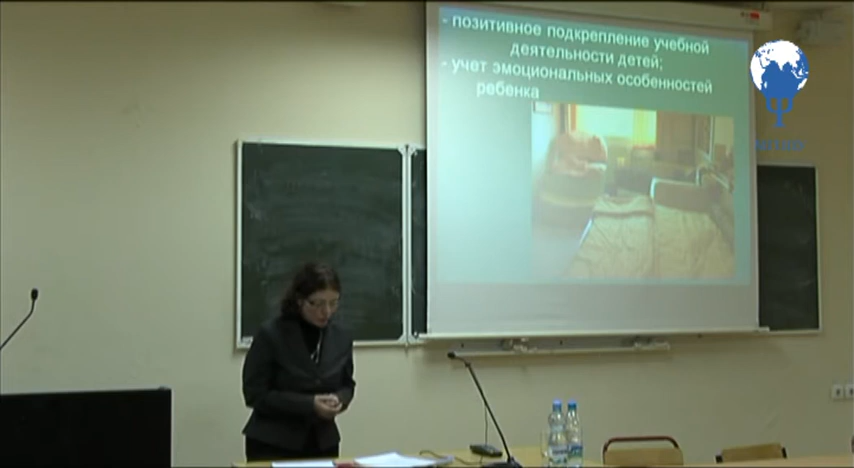 - позитивное подкрепление учебной
деятельности детей;
- учет эмоциональных особенностей
ребенка